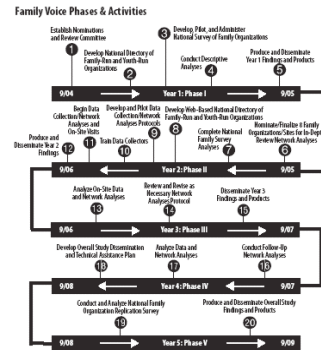 Family Voice Phases & Activities
Establish Nominations
and Review Committee
1
Develop National Directory of
Family-Run and Youth-Run
Organizations
2
3
Develop, Pilot, and Administer
National Survey of Family Organizations
Conduct Descriptive
Analyses
4
Produce and Disseminate
Year 1 Findings and Products
5
9/04
Year 1: Phase I
9/05
Produce and
Disseminate Year 2
Findings
12
Begin Data
Collection/Network
Analyses and
On-Site Visits
11
Train Data Collectors
10
Develop and Pilot Data
Collection/Network
Analyses Protocols
9
Develop Web-Based National Directory of
Family-Run and Youth-Run Organizations
8
Complete National
Family Survey
Analyses
7
Nominate/Finalize 6 Family
Organizations/Sites for In-Dept
Review Network Analyses
6
9/06
Year 2: Phase II
9/05
Analyze On-Site Data
and Network Analyses
13
Review and Revise as
Necessary Network
Analyses Protocol
14
Disseminate Year 3
Findings and Products
15
9/06
Year 3: Phase III
9/07
Develop Overall Study Dissemination
and Technical Assistance Plan
18
Analyze Data and
Network Analyses
17
Conduct Follow-Up
Network Analyses
16
9/08
Year 4: Phase IV
9/07
Conduct and Analyze National Family
Organization Replication Survey
19
Produce and Disseminate Overall Study
Findings and Products
20
9/08
Year 5: Phase V
9/09